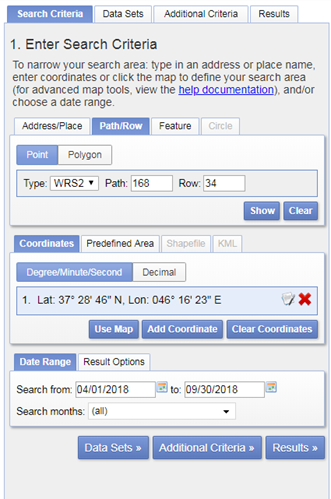 Search Criteria Data Sets Additional Criteria Results
1. Enter Search Criteria
To narrow your search area: type in an address or place name,
enter coordinates or click the map to define your search area
(for advanced map tools, view the help documentation), and/or
choose a date range.
Address/Place Path/Row Feature Circle
Point Polygon
Type: WRS2 Path: 168 Row: 34
Show Clear
Coordinates Predefined Area Shapefile KML
Degree/Minute/Second Decimal
1. Lat: 37° 28' 46" N, Lon: 046° 16' 23" E
Use Map Add Coordinate Clear Coordinates
Date Range Result Options
Search from: 04/01/2018 to: 09/30/2018
Search months: (all)
Data Sets » Additional Criteria » Results »